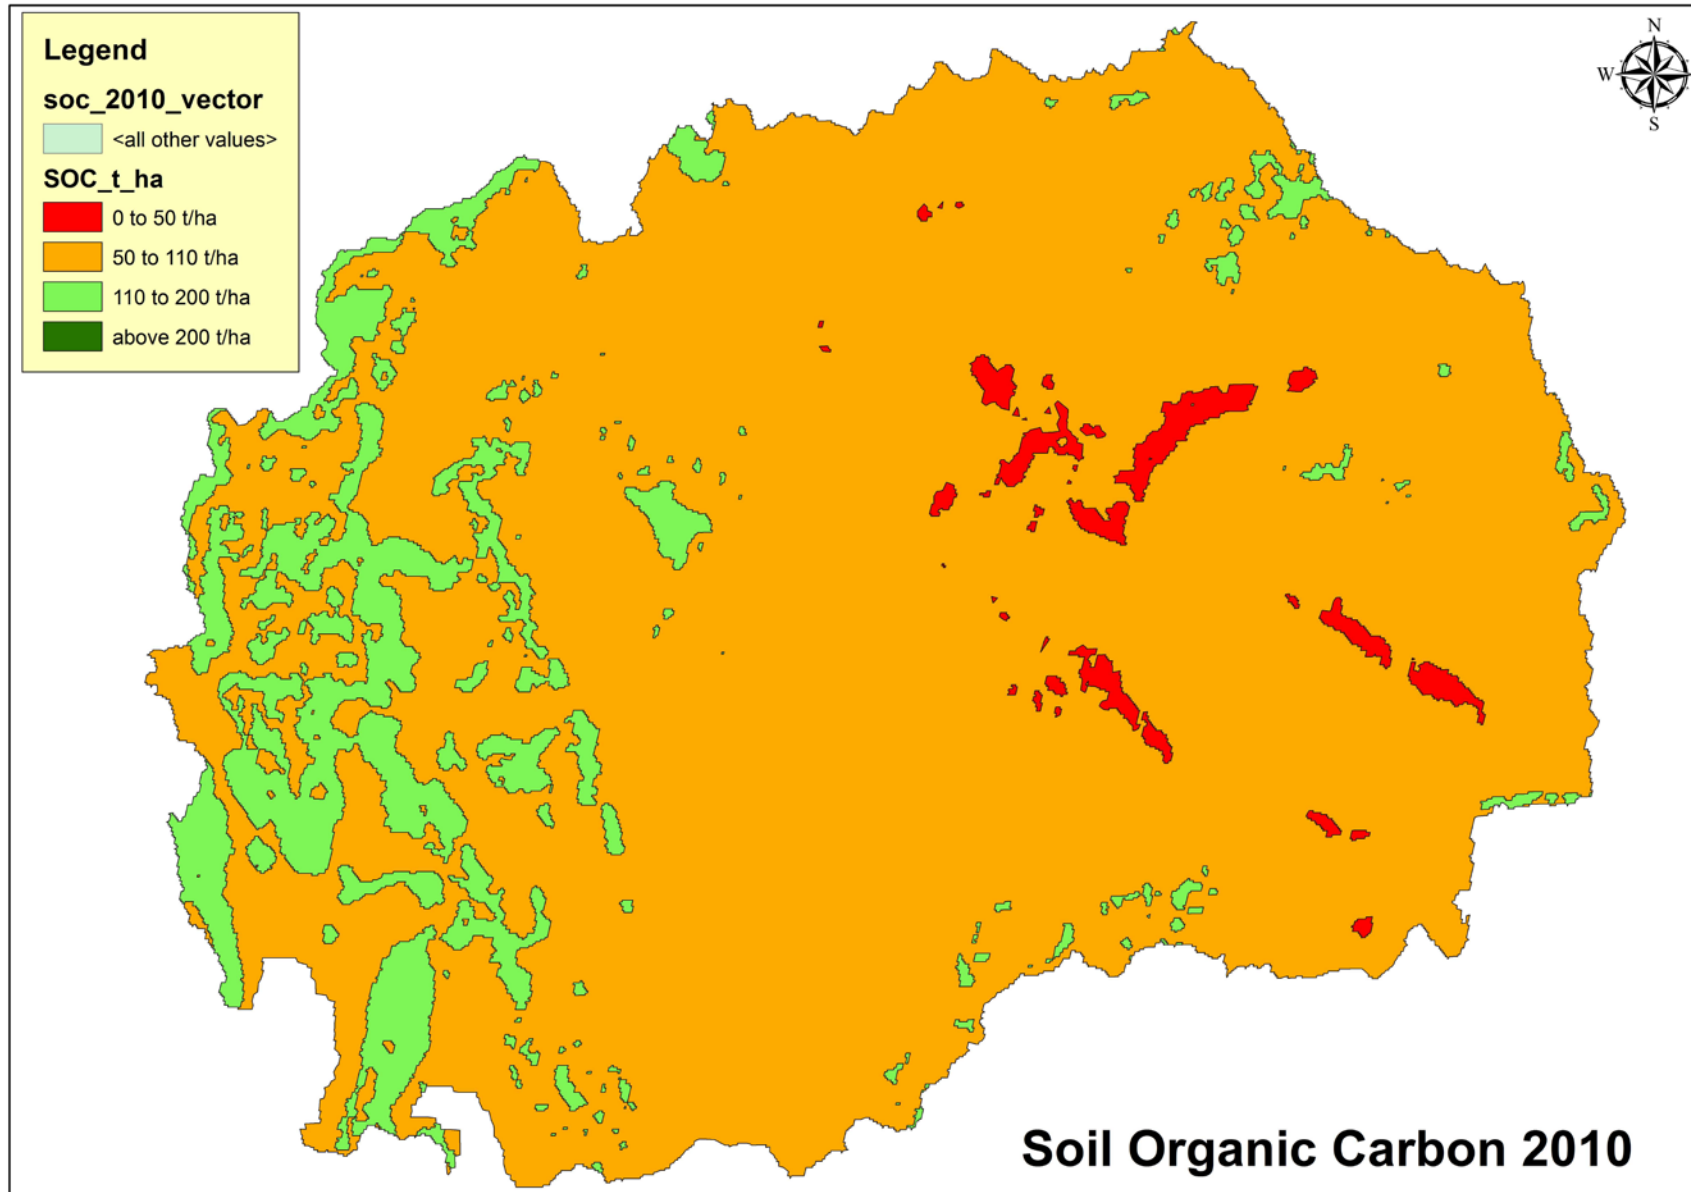 Legend
soc_2010_vector
<all other values>
SOC_t_ha
0 to 50 t/ha
50 to 110 t/ha
110 to 200 t/ha
above 200 t/ha
N
W
S
Soil Organic Carbon 2010